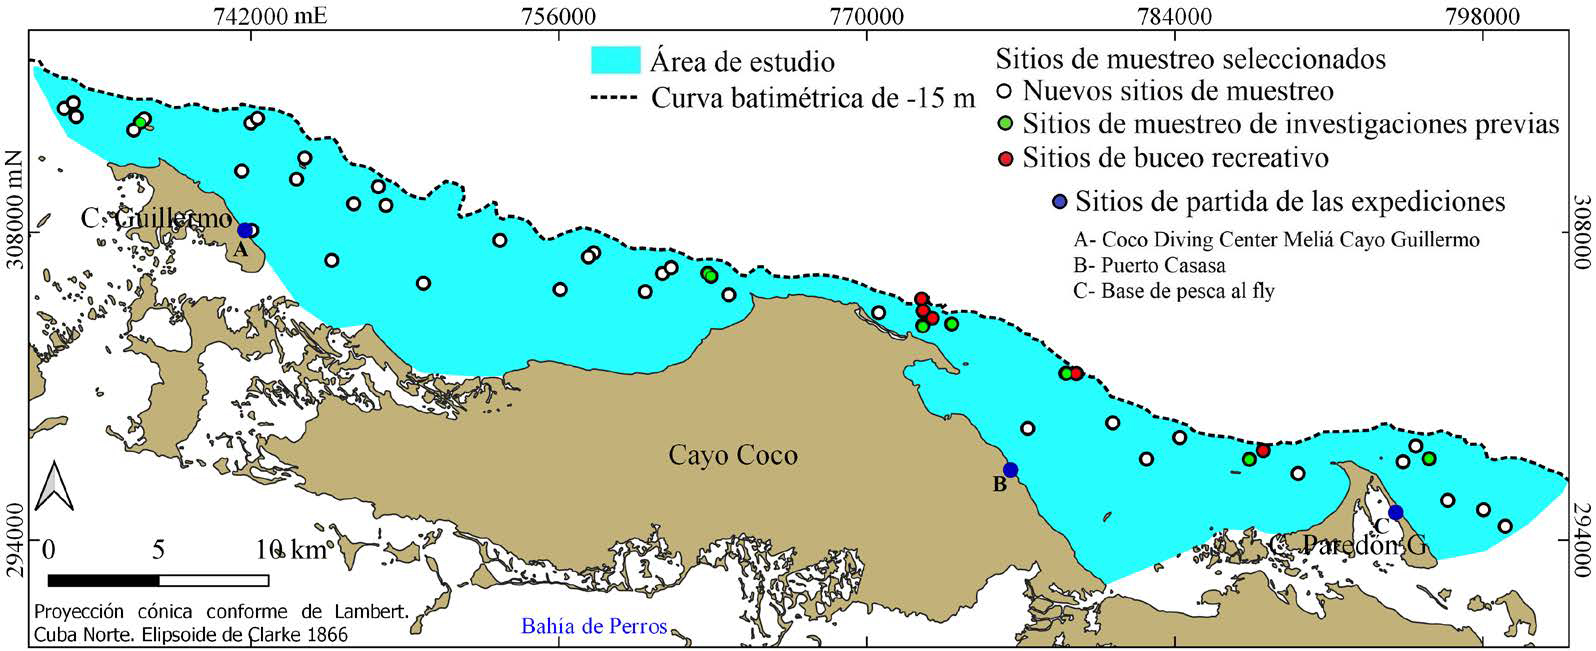 742000 mE
756000
770000
784000
798000
Área de estudio
Curva batimétrica de -15 m
Sitios de muestreo seleccionados
Nuevos sitios de muestreo
Sitios de muestreo de investigaciones previas
Sitios de buceo recreativo
Sitios de partida de las expediciones
A- Coco Diving Center Meliá Cayo Guillermo
B- Puerto Casasa
C- Base de pesca al fly
308000 mN
308000
C. Guillermo
A
Cayo Coco
B
C
C. Paredón G
294000
294000
0 5 10 km
Proyección cónica conforme de Lambert.
Cuba Norte. Elipsoide de Clarke 1866
Bahía de Perros